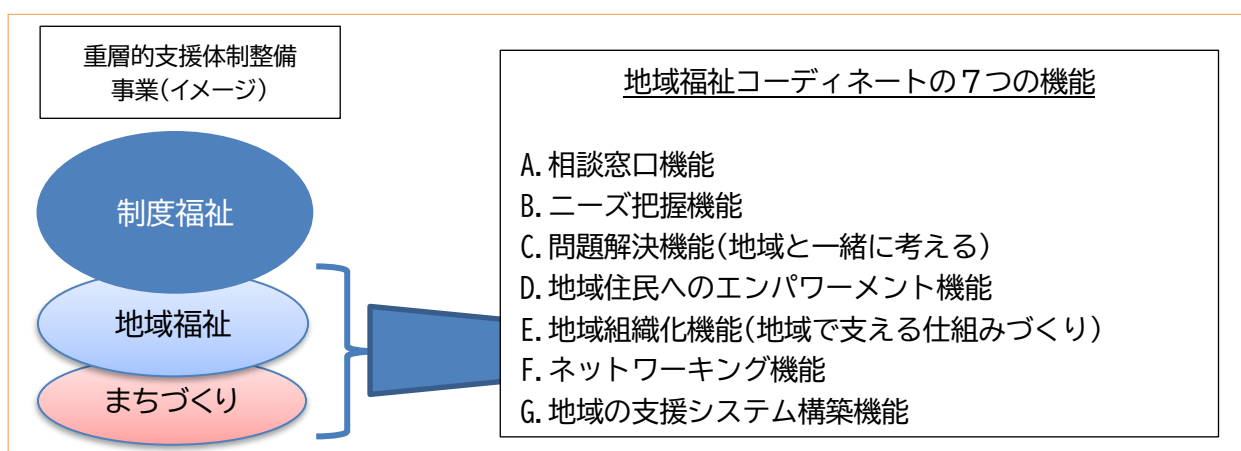 重層的支援体制整備
事業(イメージ)
制度福祉
地域福祉
まちづくり
地域福祉コーディネートの７つの機能
A.相談窓口機能
B.ニーズ把握機能
C.問題解決機能(地域と一緒に考える)
D.地域住民へのエンパワーメント機能
E.地域組織化機能(地域で支える仕組みづくり)
F.ネットワーキング機能
G.地域の支援システム構築機能